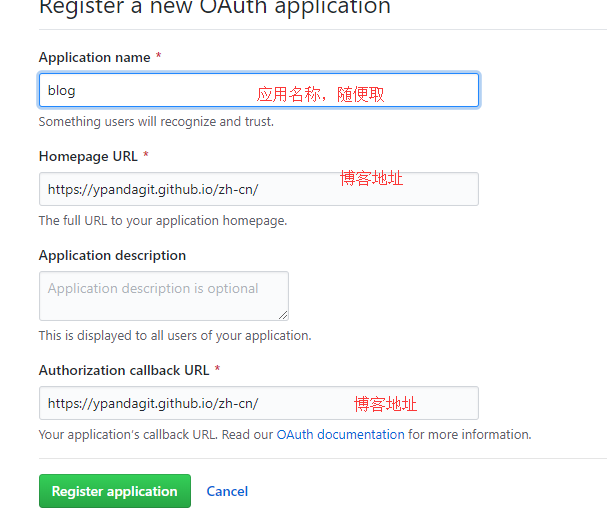 Register a new OAuth application
Application name *
blog 应用名称，随便取
Something users will recognize and trust.
Homepage URL *
博客地址
https://ypandagit.github.io/zh-cn/
The full URL to your application homepage.
Application description
Application description is optional
This is displayed to all users of your application.
Authorization callback URL *
https://ypandagit.github.io/zh-cn/ 博客地址
Your application's callback URL. Read our OAuth documentation for more information.
Register application Cancel